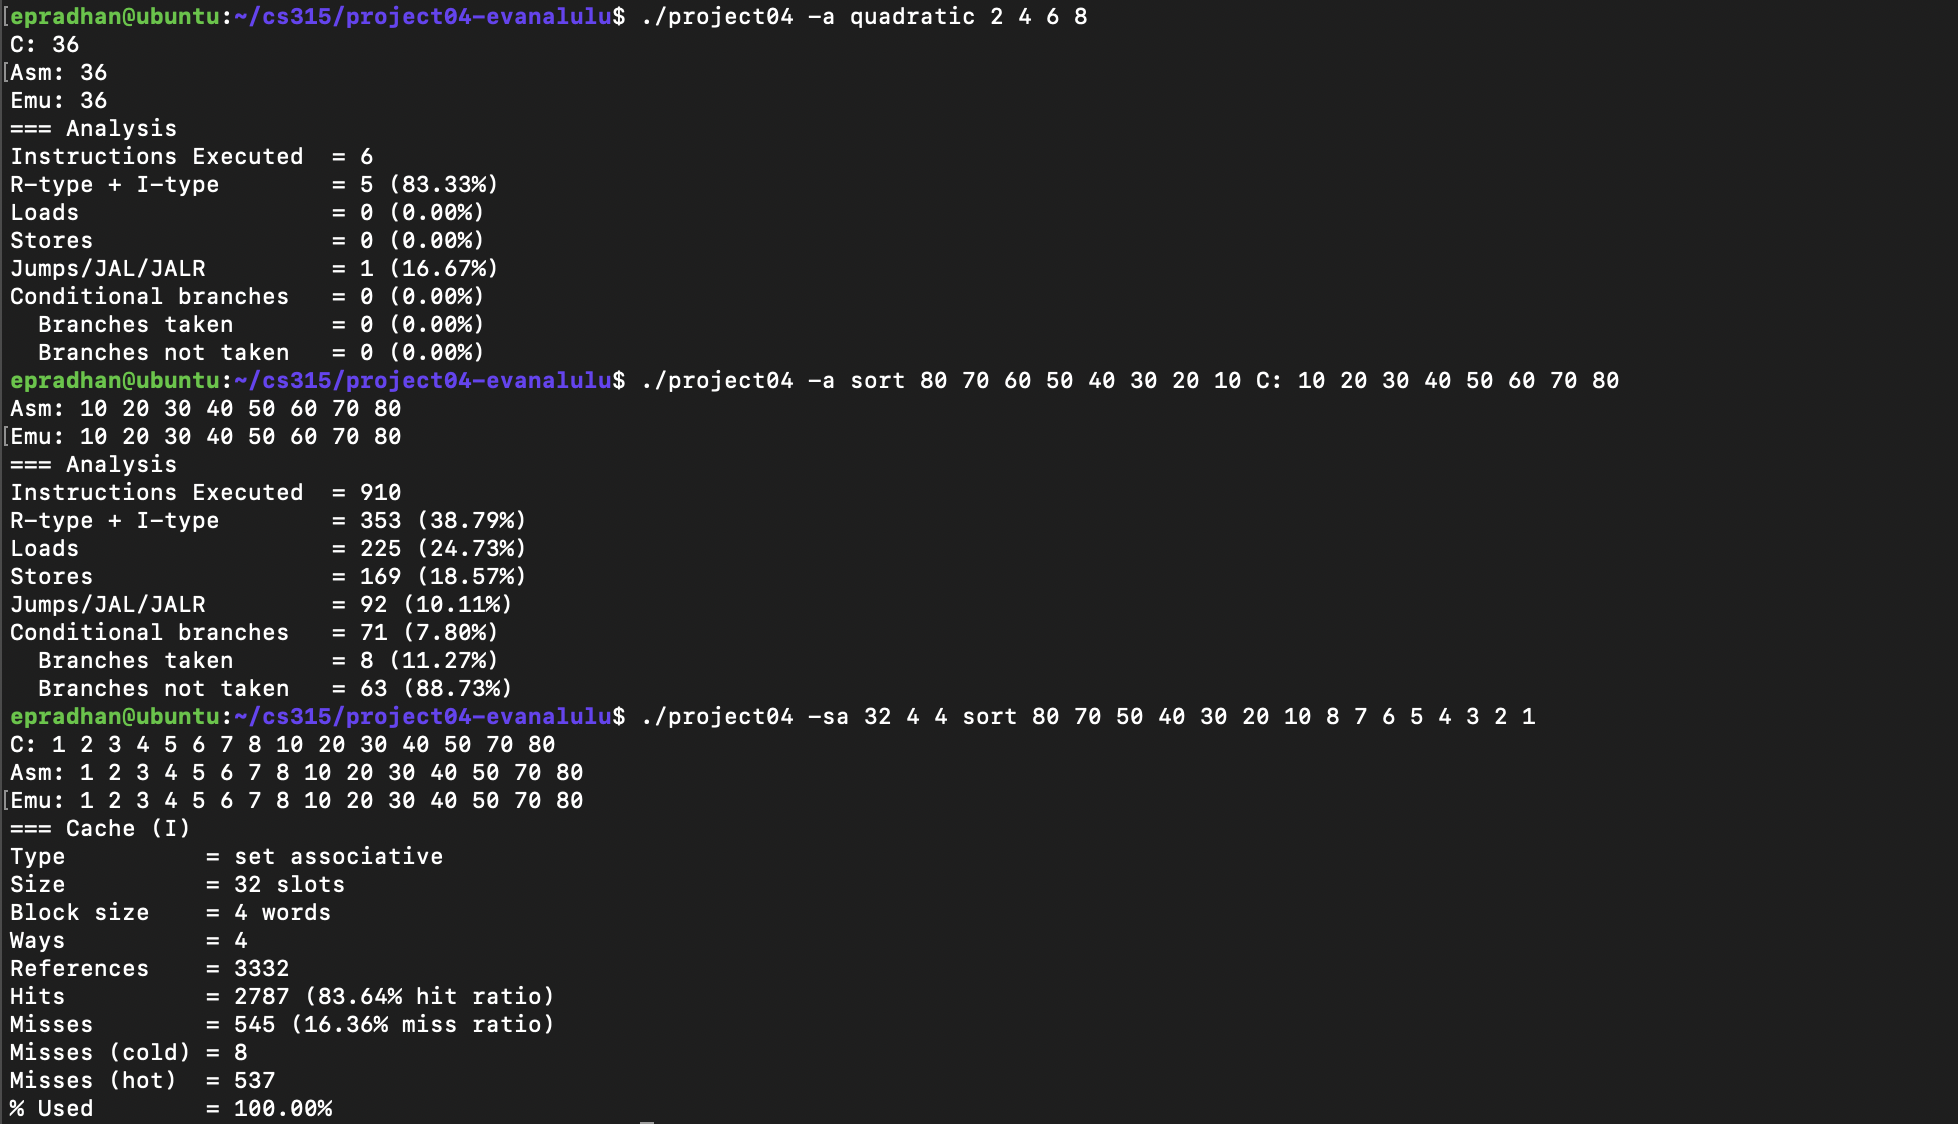 [epradhan@ubuntu:~/cs315/project04-evanalulu$ ./project04 -a quadratic 2 4 6 8
C: 36
[Asm: 36
Emu: 36
=== Analysis
Instructions Executed  = 6
R-type + I-type        = 5 (83.33%)
Loads                  = 0 (0.00%)
Stores                 = 0 (0.00%)
Jumps/JAL/JALR         = 1 (16.67%)
Conditional branches   = 0 (0.00%)
  Branches taken       = 0 (0.00%)
  Branches not taken   = 0 (0.00%)
epradhan@ubuntu:~/cs315/project04-evanalulu$ ./project04 -a sort 80 70 60 50 40 30 20 10 C: 10 20 30 40 50 60 70 80
Asm: 10 20 30 40 50 60 70 80
[Emu: 10 20 30 40 50 60 70 80
=== Analysis
Instructions Executed  = 910
R-type + I-type        = 353 (38.79%)
Loads                  = 225 (24.73%)
Stores                 = 169 (18.57%)
Jumps/JAL/JALR         = 92 (10.11%)
Conditional branches   = 71 (7.80%)
  Branches taken       = 8 (11.27%)
  Branches not taken   = 63 (88.73%)
epradhan@ubuntu:~/cs315/project04-evanalulu$ ./project04 -sa 32 4 4 sort 80 70 50 40 30 20 10 8 7 6 5 4 3 2 1
C: 1 2 3 4 5 6 7 8 10 20 30 40 50 70 80
Asm: 1 2 3 4 5 6 7 8 10 20 30 40 50 70 80
[Emu: 1 2 3 4 5 6 7 8 10 20 30 40 50 70 80
=== Cache (I)
Type          = set associative
Size          = 32 slots
Block size    = 4 words
Ways          = 4
References    = 3332
Hits          = 2787 (83.64% hit ratio)
Misses        = 545 (16.36% miss ratio)
Misses (cold) = 8
Misses (hot)  = 537
% Used        = 100.00%